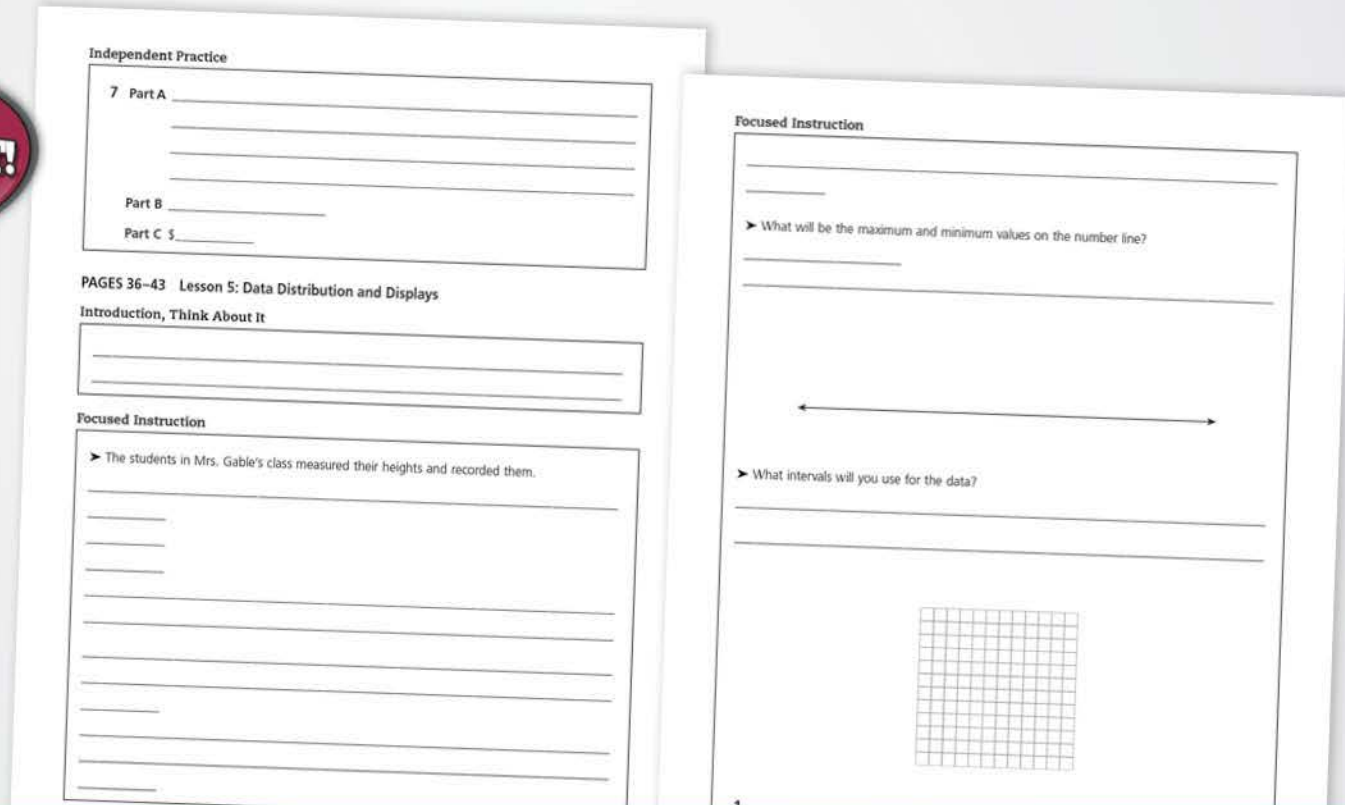 Independent Practice
7 Part A
Part B
Part C $
PAGES 36–43 Lesson 5: Data Distribution and Displays
Introduction, Think About It
Focused Instruction
➤ The students in Mrs. Gable's class measured their heights and recorded them.
Focused Instruction
➤ What will be the maximum and minimum values on the number line?
➤ What intervals will you use for the data?